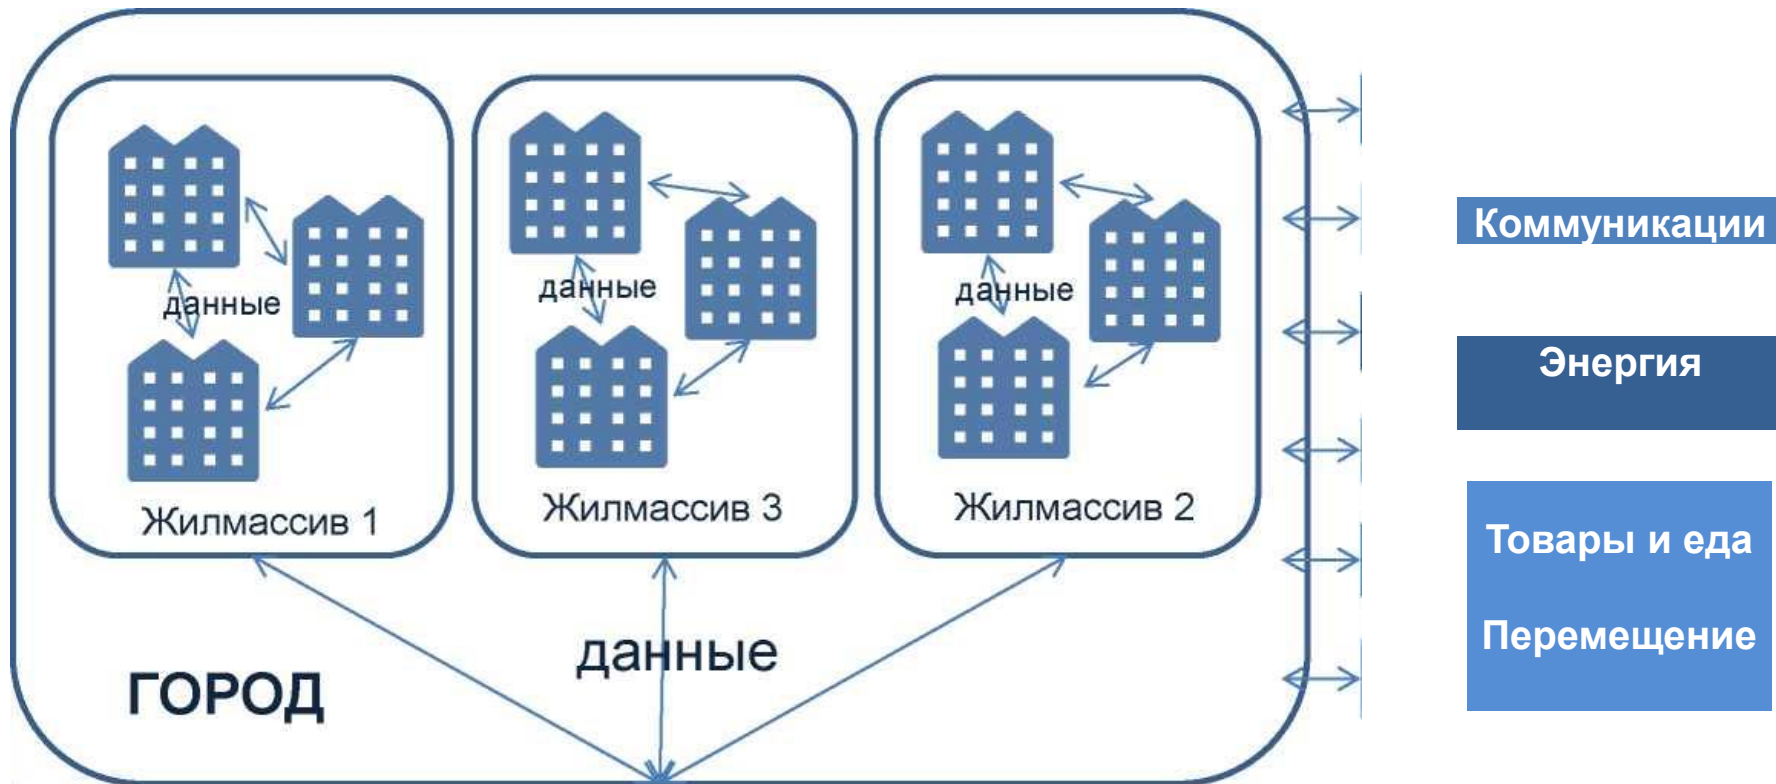 данные
Жилмассив 1
данные
Жилмассив 3
данные
Жилмассив 2
данные
ГОРОД
Коммуникации
Энергия
Товары и еда
Перемещение